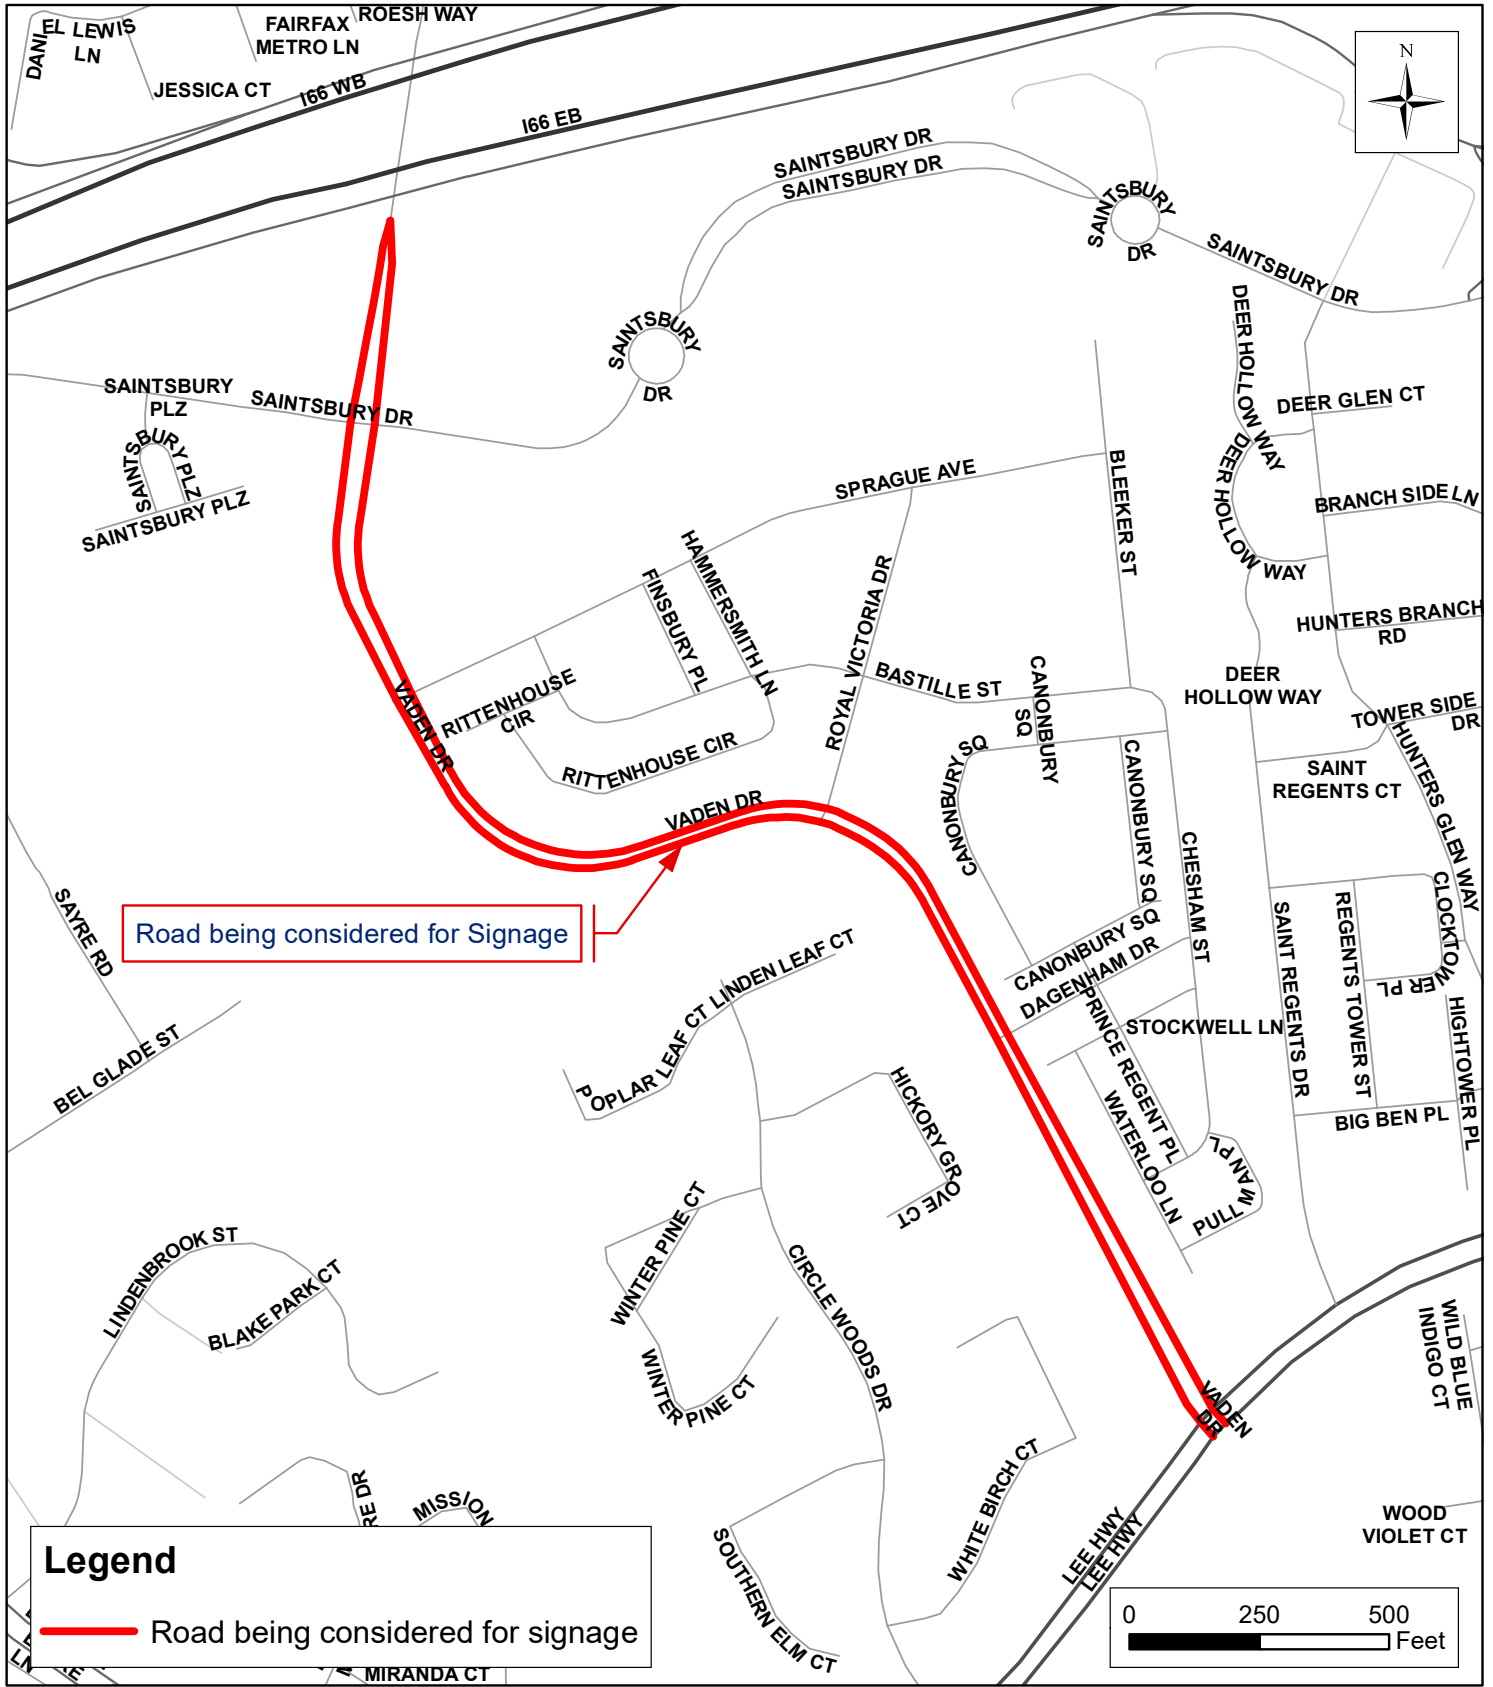 ROESH WAY
FAIRFAX
METRO LN
DANIEL LEWIS
LN
JESSICA CT
I66 WB
I66 EB
N
SAINTSBURY DR
SAINTSBURY DR
SAINTSBURY
DR
SAINTSBURY DR
SAINTSBURY
DR
SAINTSBURY
PLZ
SAINTSBURY DR
SAINTSBURY PLZ
SAINTSBURY PLZ
DEER HOLLOW WAY
DEER GLEN CT
DEER HOLLOW WAY
BRANCH SIDE LN
SPRAGUE AVE
BLEEKER ST
HAMMERSMITH LN
FINSBURY PL
ROYAL VICTORIA DR
HUNTERS BRANCH
RD
DEER
HOLLOW WAY
BASTILLE ST
CANONBURY
SQ
RITTENHOUSE
CIR
RITTENHOUSE CIR
VADEN DR
VADEN DR
TOWER SIDE
DR
HUNTERS GLEN WAY
SAINT
REGENTS CT
CANONBURY SQ
CANONBURY SQ
CHESHAM ST
CANONBURY SQ
DAGENHAM DR
CLOCKTOWER PL
REGENTS TOWER ST
SAINT REGENTS DR
HIGHTOWER PL
BIG BEN PL
STOCKWELL LN
PRINCE REGENT PL
WATERLOO LN
PULLMAN PL
SAYRE RD
BEL GLADE ST
Road being considered for Signage
LINDEN LEAF CT
POPLAR LEAF CT
HICKORY GROVE CT
WINTER PINE CT
WINTER PINE CT
CIRCLE WOODS DR
LINDENBROOK ST
BLAKE PARK CT
VADEN
DR
WILD BLUE
INDIGO CT
WHITE BIRCH CT
SOUTHERN ELM CT
LEE HWY
LEE HWY
WOOD
VIOLET CT
RE DR
MISSION
MIRANDA CT
LN
Legend
Road being considered for signage
0 250 500
Feet